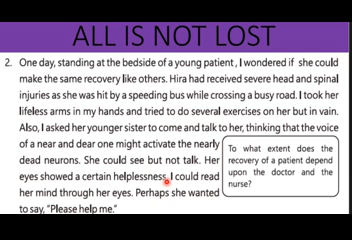 ALL IS NOT LOST
2. One day, standing at the bedside of a young patient, I wondered if she could
make the same recovery like others. Hira had received severe head and spinal
injuries as she was hit by a speeding bus while crossing a busy road. I took her
lifeless arms in my hands and tried to do several exercises on her but in vain.
Also, I asked her younger sister to come and talk to her, thinking that the voice
of a near and dear one might activate the nearly
dead neurons. She could see but not talk. Her
eyes showed a certain helplessness. I could read
her mind through her eyes. Perhaps she wanted
to say, "Please help me."
To what extent does the
recovery of a patient depend
upon the doctor and the
nurse?